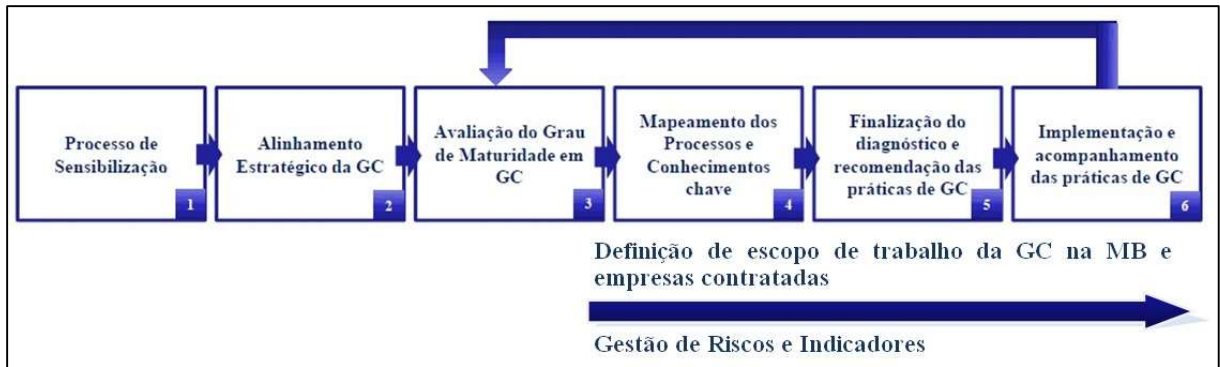 Processo de
Sensibilização
1
Alinhamento
Estratégico da GC
2
Avaliação do Grau
de Maturidade em
GC
3
Mapeamento dos
Processos e
Conhecimentos
chave
4
Finalização do
diagnóstico e
recomendação das
práticas de GC
5
Implementação e
acompanhamento
das práticas de GC
6
Definição de escopo de trabalho da GC na MB e
empresas contratadas
Gestão de Riscos e Indicadores